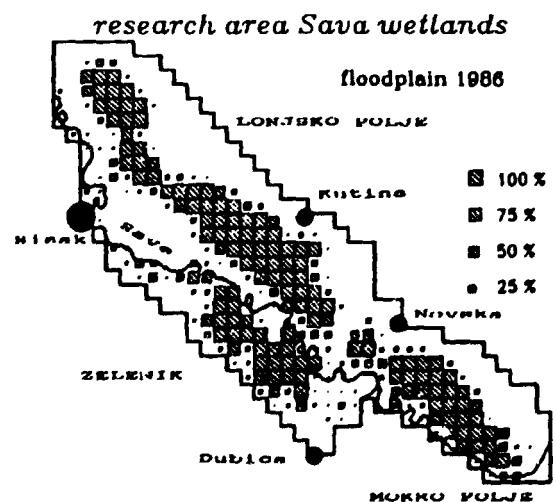 research area Sava wetlands
floodplain 1986
LONJSKO POLJE
Kutina
100 %
75 %
Sava
Sisak
50 %
25 %
Novska
ZELENIK
Dubica
MOKRO POLJE